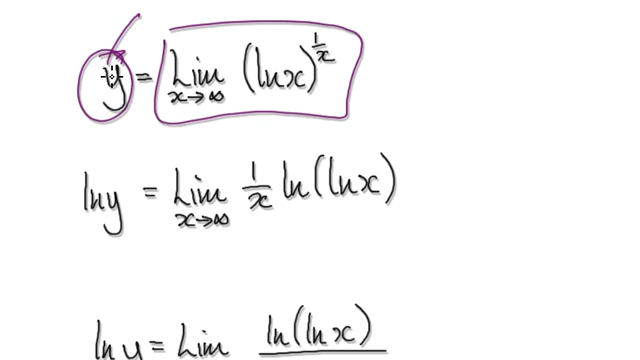 y = Lim x→∞ (lnx)^(1/x)
lny = Lim x→∞ 1/x ln(lnx)
lny = Lim ln(lnx)